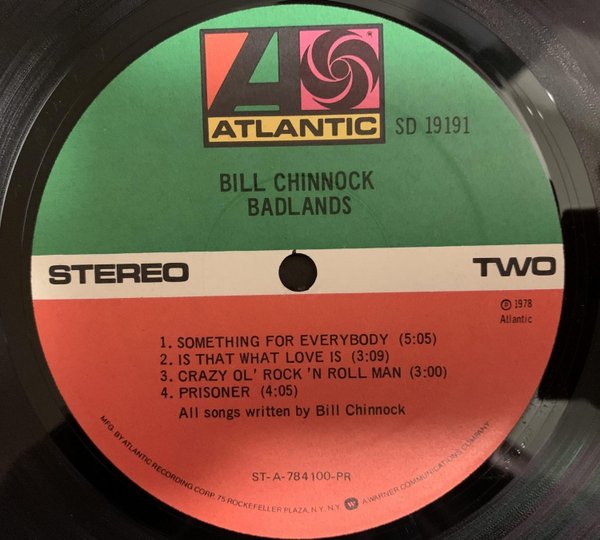 ATLANTIC
SD 19191
BILL CHINNOCK
BADLANDS
STEREO
TWO
℗ 1978
Atlantic
1. SOMETHING FOR EVERYBODY (5:05)
2. IS THAT WHAT LOVE IS (3:09)
3. CRAZY OL' ROCK 'N ROLL MAN (3:00)
4. PRISONER (4:05)
All songs written by Bill Chinnock
ST-A-784100-PR
MFG. BY ATLANTIC RECORDING CORP. 75 ROCKEFELLER PLAZA, N.Y. N.Y. A WARNER COMMUNICATIONS COMPANY